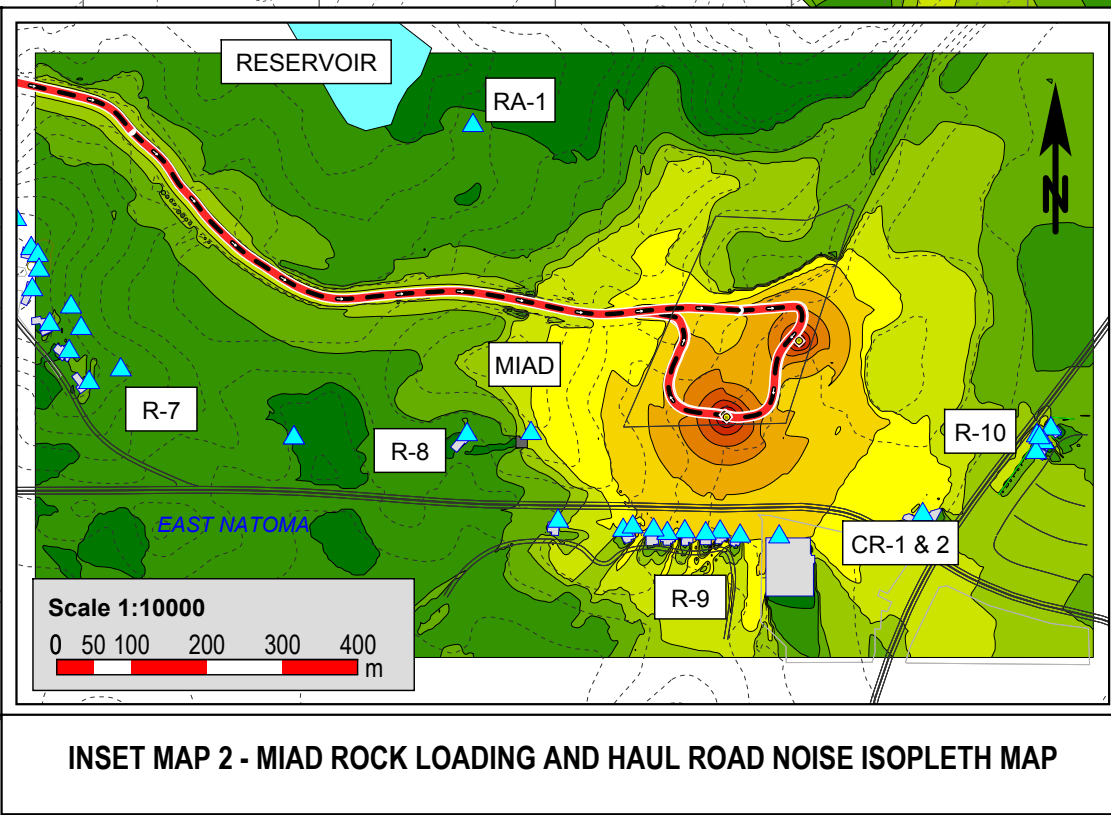 RESERVOIR
RA-1
N
MIAD
R-7
R-8
R-10
EAST NATOMA
CR-1 & 2
R-9
Scale 1:10000
0 50 100 200 300 400
m
INSET MAP 2 - MIAD ROCK LOADING AND HAUL ROAD NOISE ISOPLETH MAP